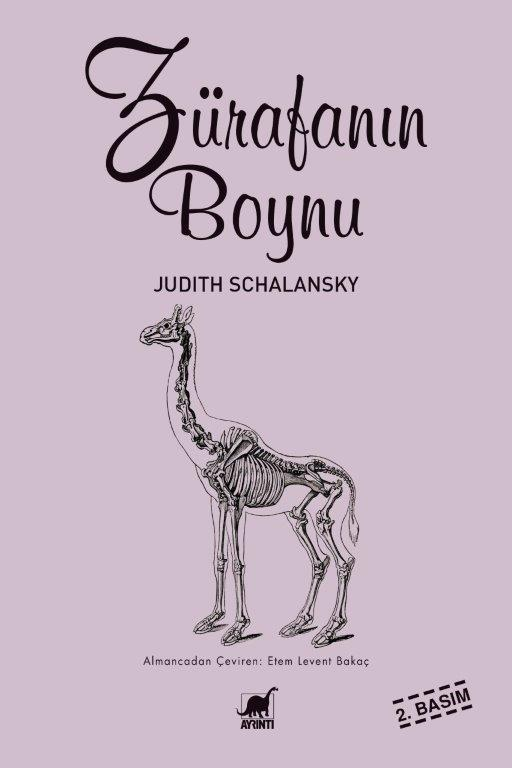 Zürafanın
Boynu
JUDITH SCHALANSKY
Almancadan Çeviren: Etem Levent Bakaç
AYRINTI
2. BASIM